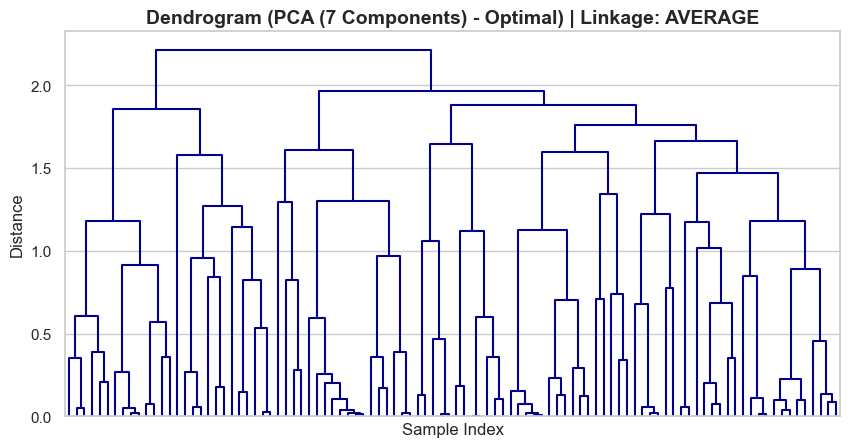 Dendrogram (PCA (7 Components) - Optimal) | Linkage: AVERAGE
Distance
2.0
1.5
1.0
0.5
0.0
Sample Index